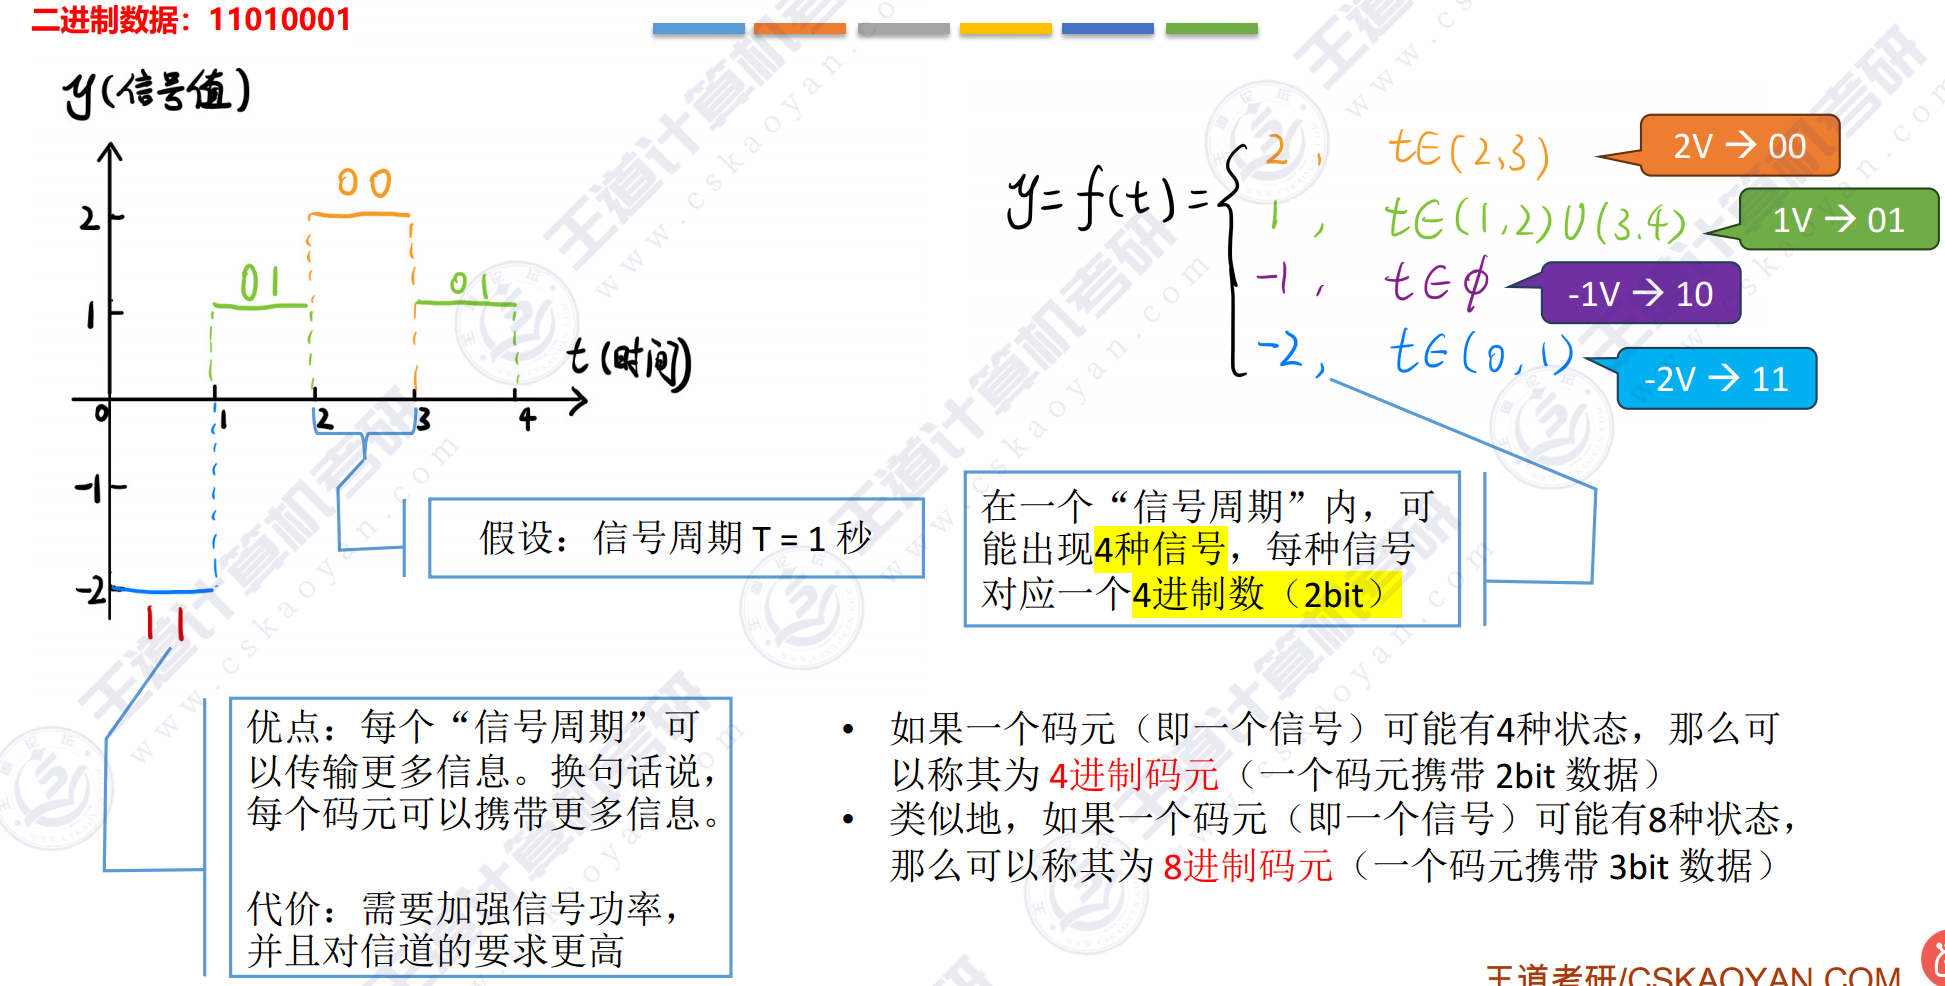 二进制数据：11010001
y(信号值)
2
1
0
-1
-2
1
2
3
4
t(时间)
11
01
00
01
y=f(t)=
2， t∈(2,3)
1， t∈(1,2)∪(3.4)
-1， t∈ϕ
-2， t∈(0,1)
2V → 00
1V → 01
-1V → 10
-2V → 11
假设：信号周期 T = 1 秒
在一个“信号周期”内，可
能出现4种信号，每种信号
对应一个4进制数（2bit）
优点：每个“信号周期”可
以传输更多信息。换句话说，
每个码元可以携带更多信息。
代价：需要加强信号功率，
并且对信道的要求更高
• 如果一个码元（即一个信号）可能有4种状态，那么可
以称其为 4进制码元（一个码元携带 2bit 数据）
• 类似地，如果一个码元（即一个信号）可能有8种状态，
那么可以称其为 8进制码元（一个码元携带 3bit 数据）
王道考研/CSKAOYAN.COM
王道计算机考研
www.cskaoyan.com